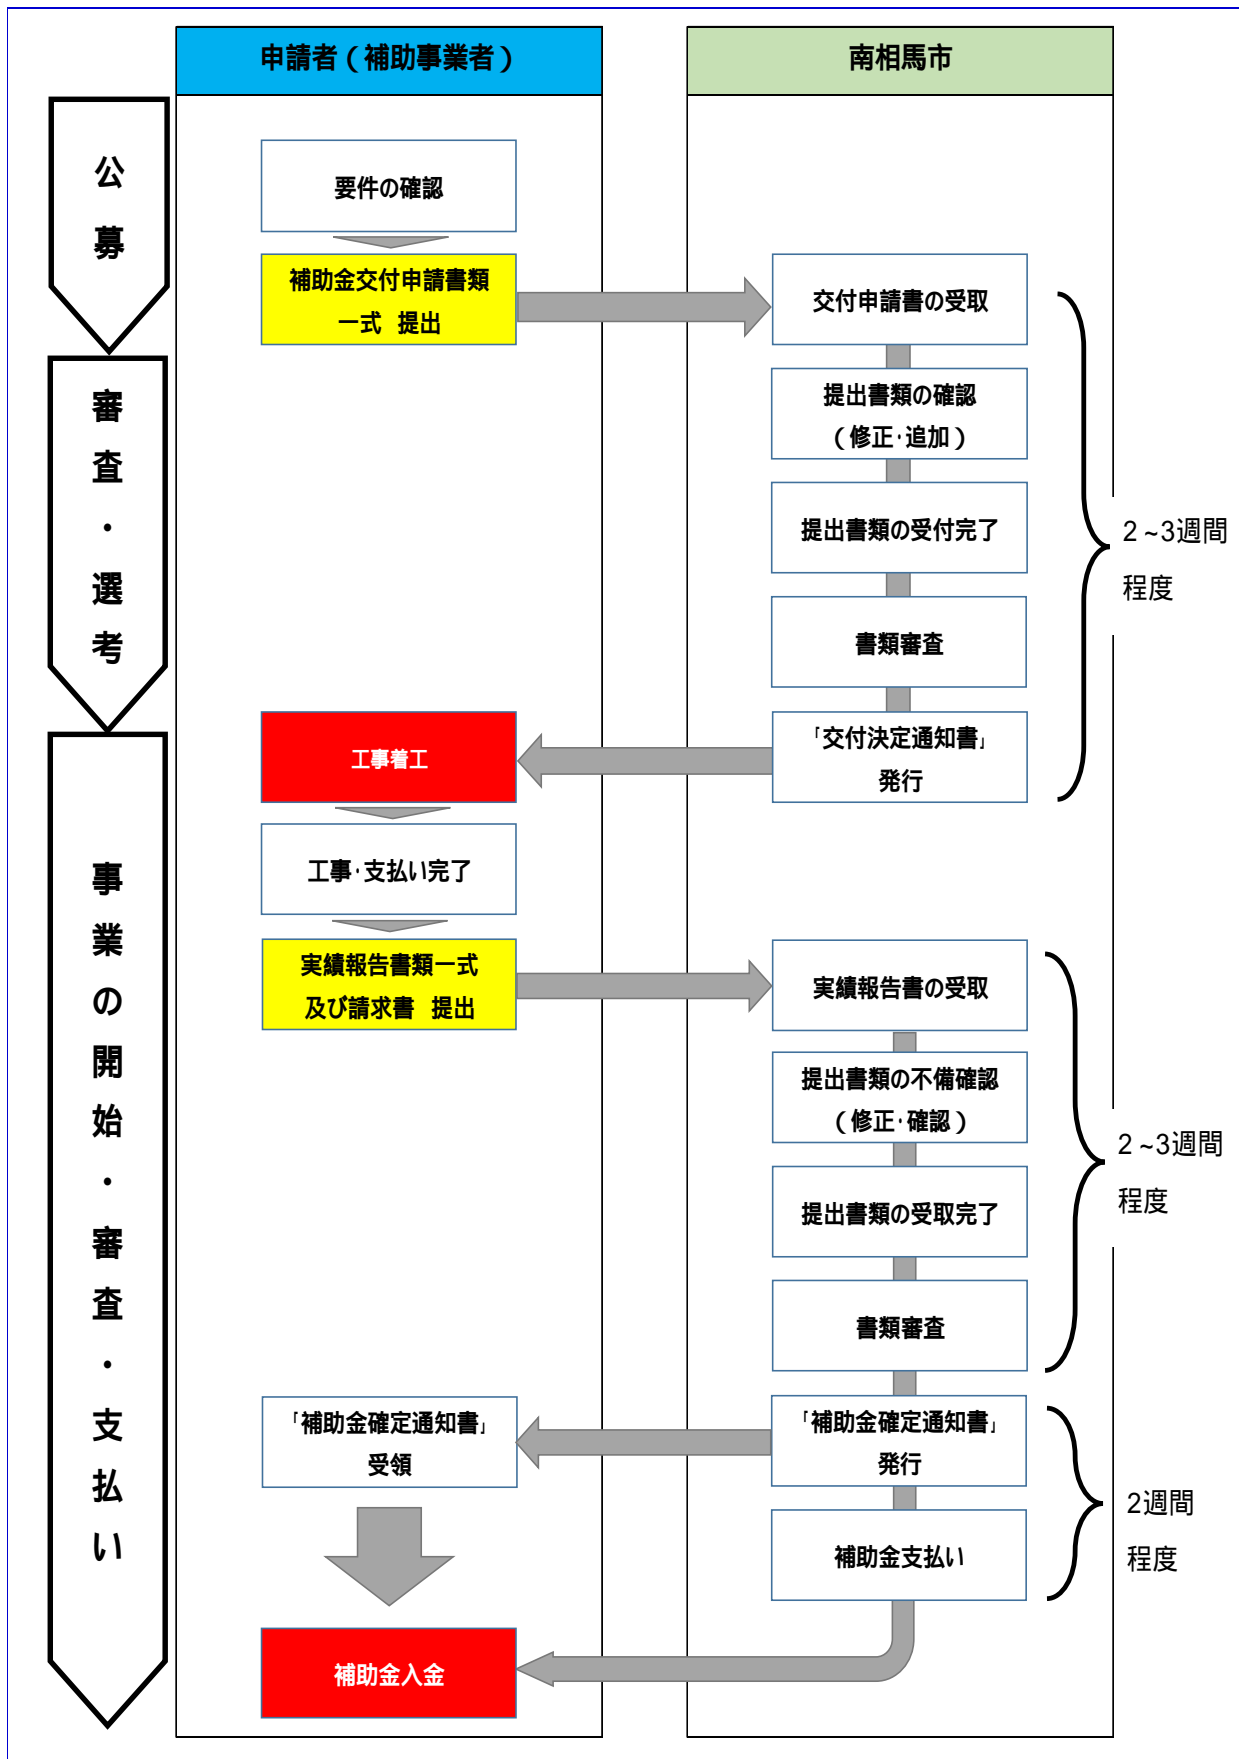 申請者（補助事業者）
南相馬市
公
募
要件の確認
補助金交付申請書類
一式 提出
交付申請書の受取
提出書類の確認
（修正・追加）
提出書類の受付完了
書類審査
「交付決定通知書」
発行
2~3週間
程度
審
査
・
選
考
工事着工
工事・支払い完了
実績報告書類一式
及び請求書 提出
実績報告書の受取
提出書類の不備確認
（修正・確認）
提出書類の受取完了
書類審査
2~3週間
程度
事
業
の
開
始
・
審
査
・
支
払
い
「補助金確定通知書」
受領
「補助金確定通知書」
発行
補助金支払い
2週間
程度
補助金入金